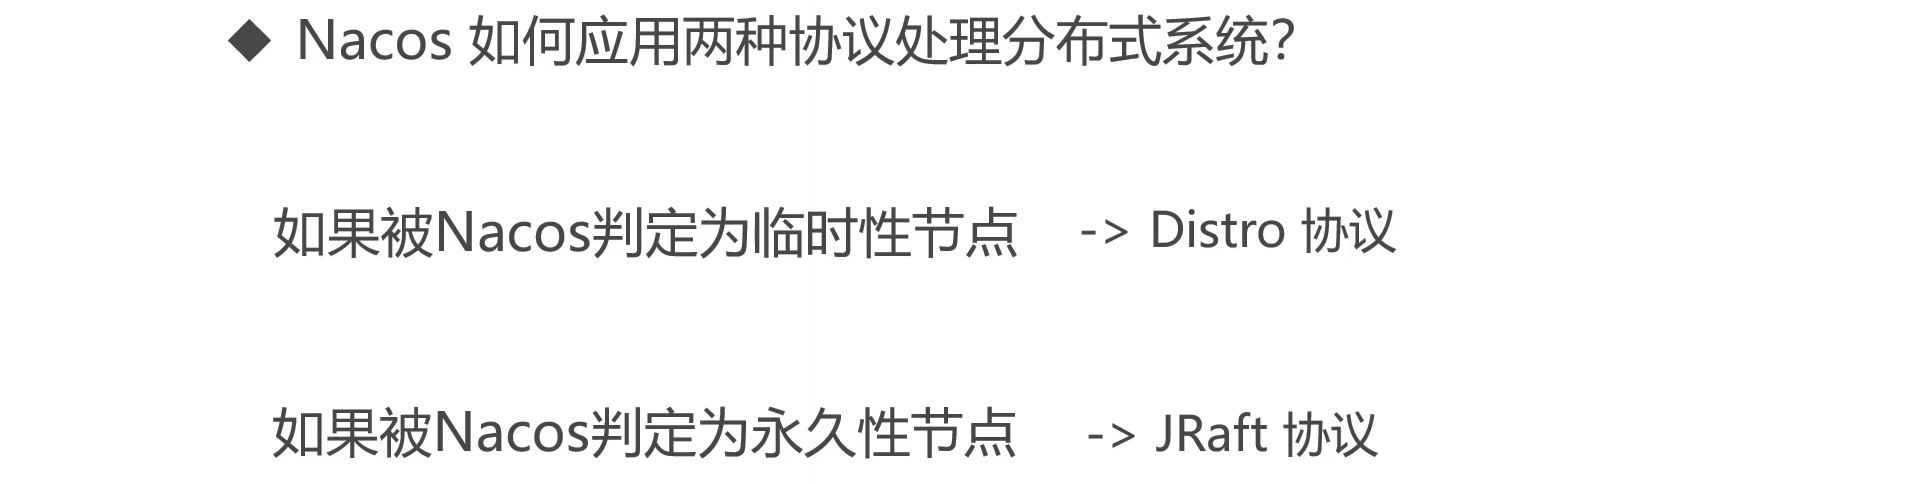 ◆ Nacos 如何应用两种协议处理分布式系统?
如果被Nacos判定为临时性节点 -> Distro 协议
如果被Nacos判定为永久性节点 -> JRaft 协议